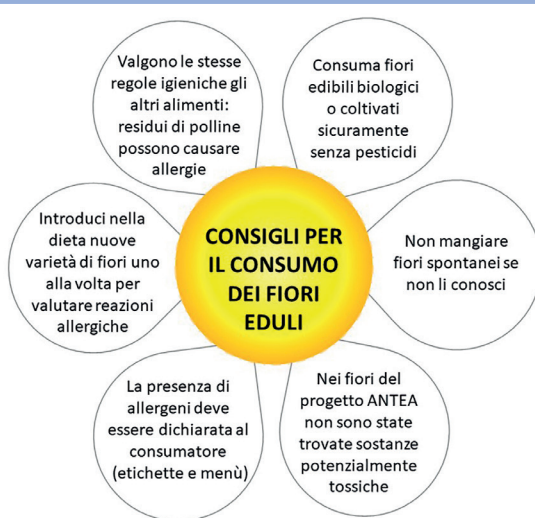 CONSIGLI PER
IL CONSUMO
DEI FIORI
EDULI
Valgono le stesse
regole igieniche gli
altri alimenti:
residui di polline
possono causare
allergie
Consuma fiori
edibili biologici
o coltivati
sicuramente
senza pesticidi
Non mangiare
fiori spontanei se
non li conosci
Nei fiori del
progetto ANTEA
non sono state
trovate sostanze
potenzialmente
tossiche
La presenza di
allergeni deve
essere dichiarata al
consumatore
(etichette e menù)
Introduci nella
dieta nuove
varietà di fiori uno
alla volta per
valutare reazioni
allergiche